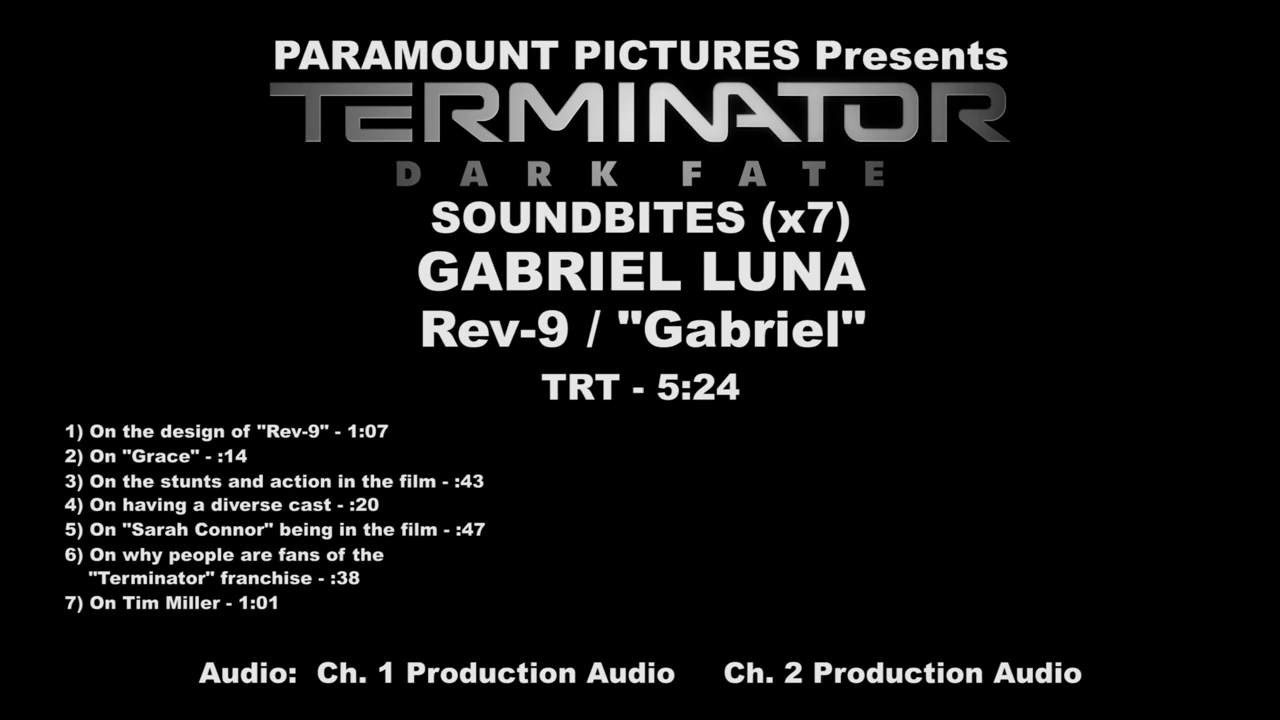 PARAMOUNT PICTURES Presents
TERMINATOR
DARK FATE
SOUNDBITES (x7)
GABRIEL LUNA
Rev-9 / "Gabriel"
TRT - 5:24
1) On the design of "Rev-9" - 1:07
2) On "Grace" - :14
3) On the stunts and action in the film - :43
4) On having a diverse cast - :20
5) On "Sarah Connor" being in the film - :47
6) On why people are fans of the
"Terminator" franchise - :38
7) On Tim Miller - 1:01
Audio:  Ch. 1 Production Audio     Ch. 2 Production Audio